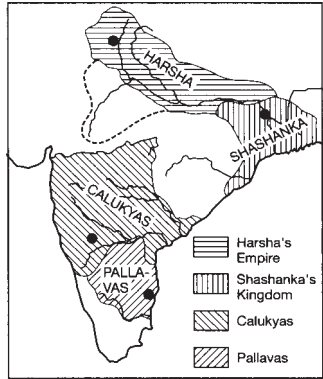 HARSHA
SHASHANKA
CALUKYAS
PALLA-
VAS
Harsha's
Empire
Shashanka's
Kingdom
Calukyas
Pallavas